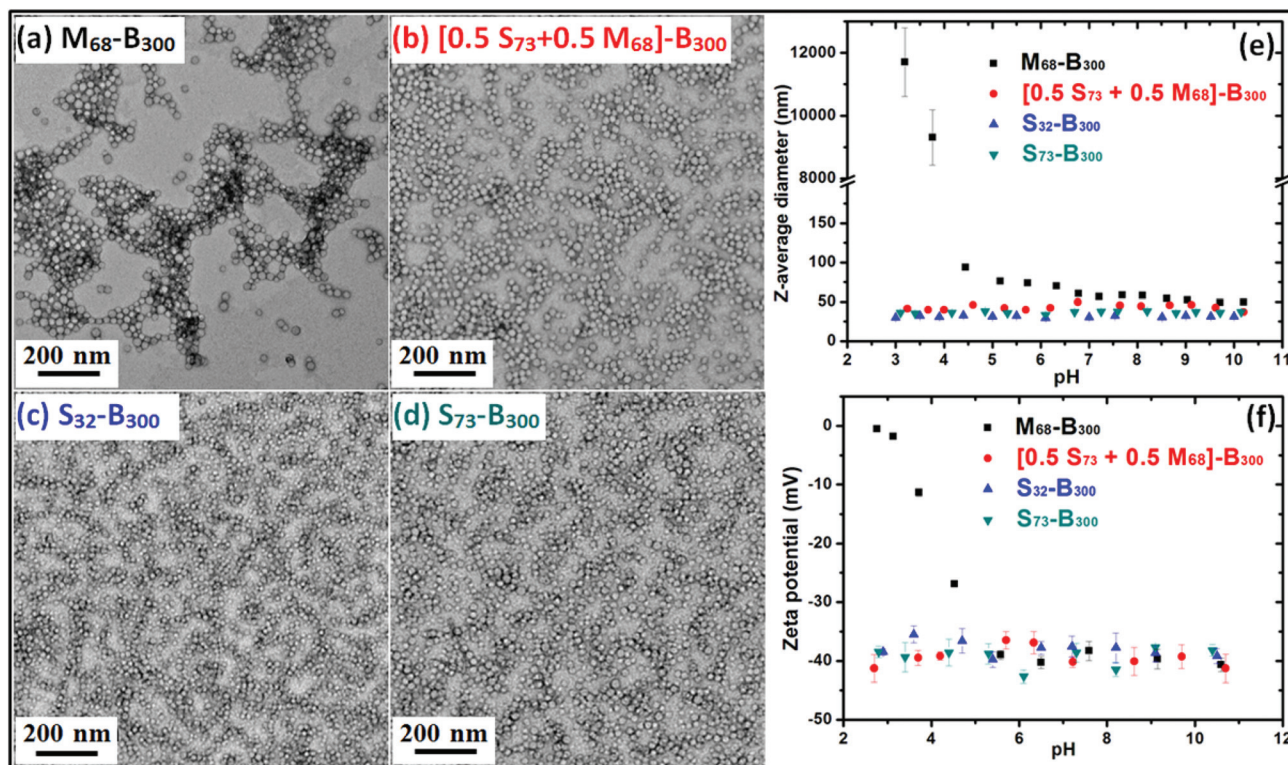 (a) M68-B300
200 nm
(b) [0.5 S73+0.5 M68]-B300
200 nm
(c) S32-B300
200 nm
(d) S73-B300
200 nm
(e)
M68-B300
[0.5 S73 + 0.5 M68]-B300
S32-B300
S73-B300
Z-average diameter (nm)
12000
10000
8000
150
100
50
0
2 3 4 5 6 7 8 9 10 11
pH
(f)
M68-B300
[0.5 S73 + 0.5 M68]-B300
S32-B300
S73-B300
Zeta potential (mV)
0
-10
-20
-30
-40
-50
2 4 6 8 10 12
pH